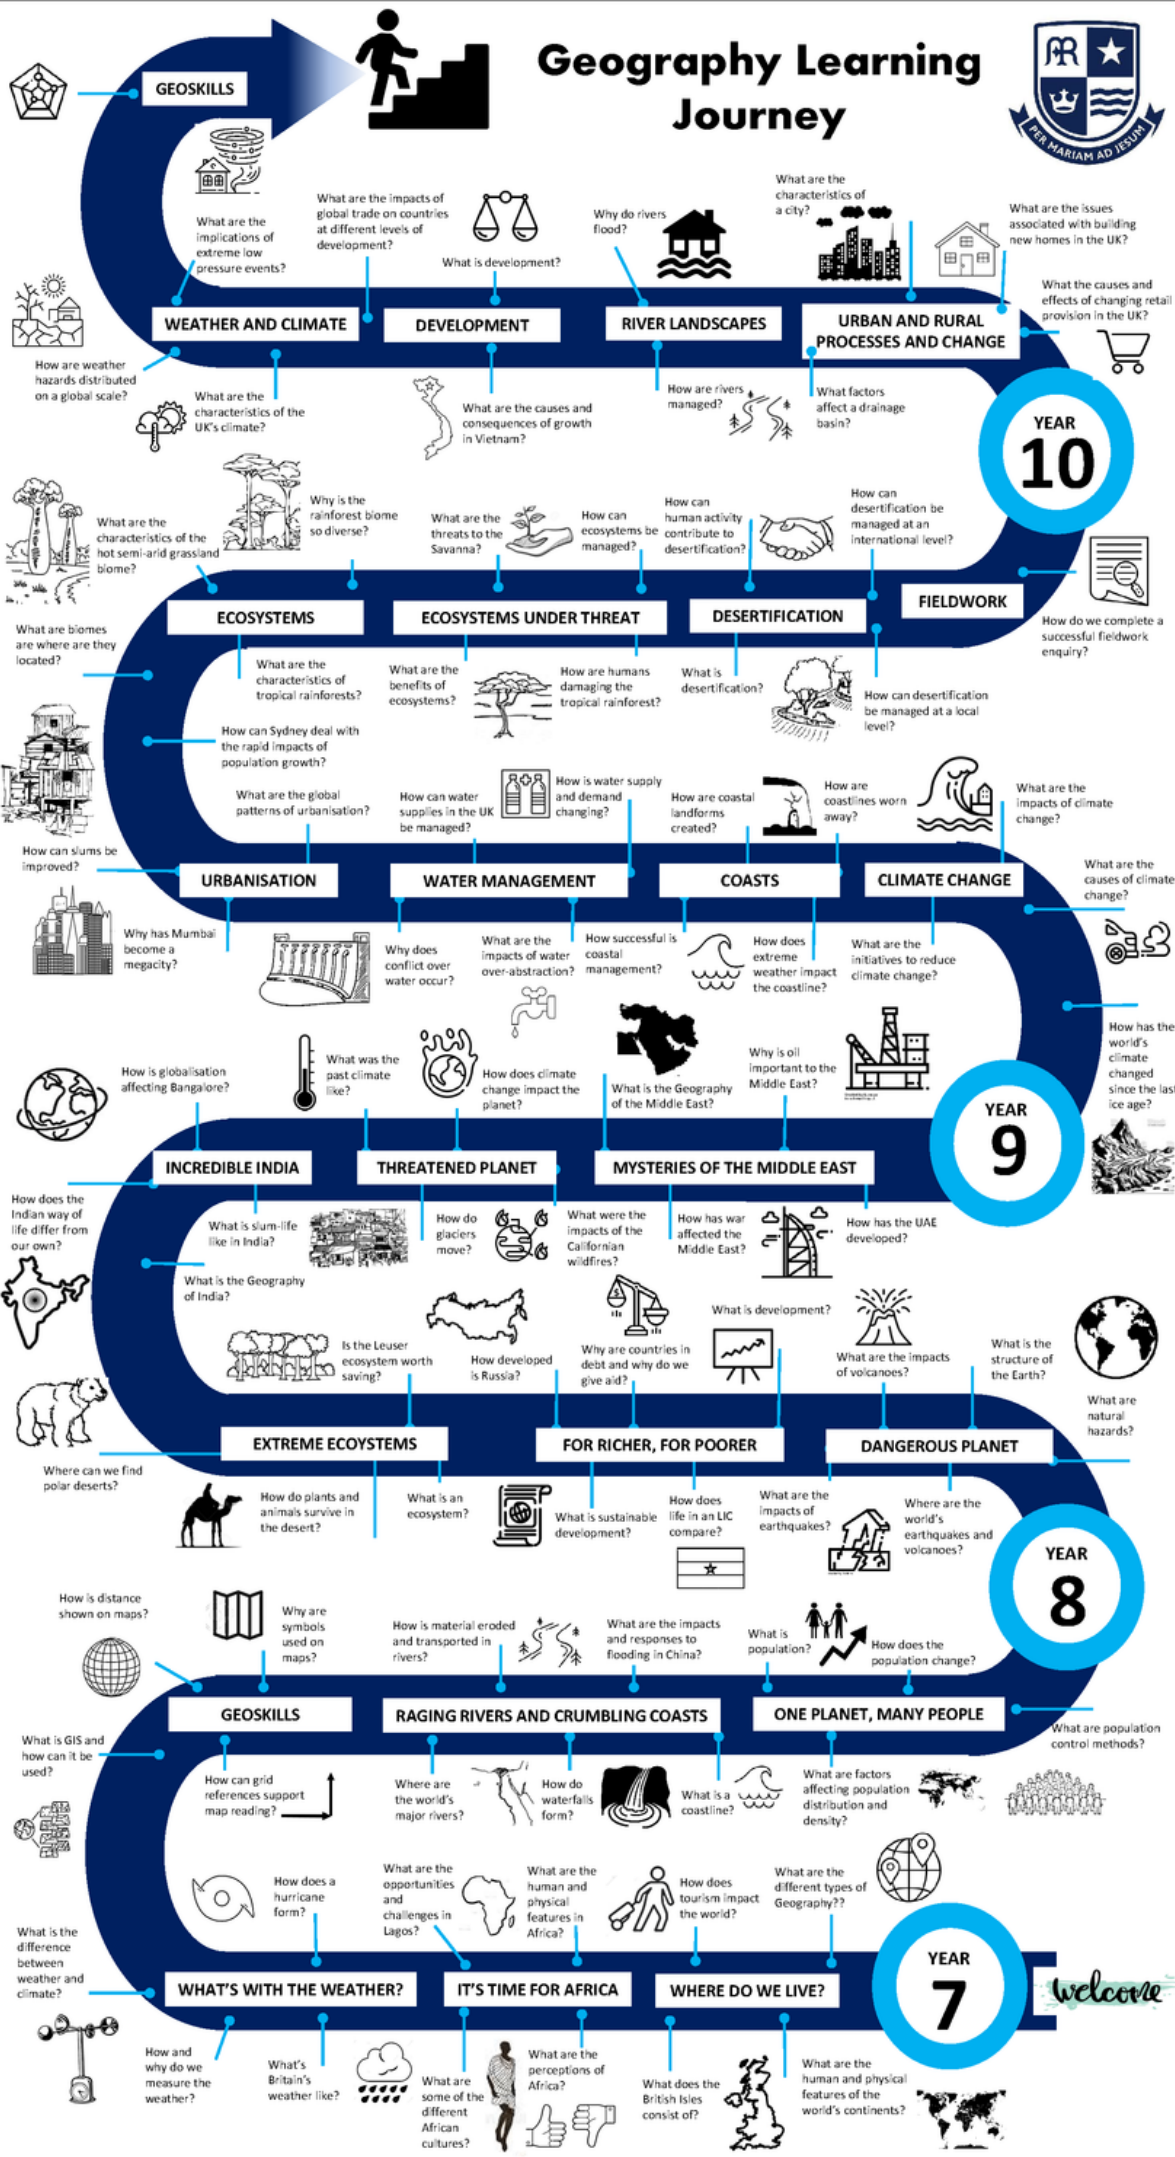 Geography Learning
Journey
PER MARIAM AD JESUM
GEOSKILLS
What are the
implications of
extreme low
pressure events?
What are the impacts of
global trade on countries
at different levels of
development?
What is development?
Why do rivers
flood?
What are the
characteristics of
a city?
What are the issues
associated with building
new homes in the UK?
What the causes and
effects of changing retail
provision in the UK?
WEATHER AND CLIMATE
DEVELOPMENT
RIVER LANDSCAPES
URBAN AND RURAL
PROCESSES AND CHANGE
How are weather
hazards distributed
on a global scale?
What are the
characteristics of the
UK's climate?
What are the causes and
consequences of growth
in Vietnam?
How are rivers
managed?
What factors
affect a drainage
basin?
YEAR
10
What are the
characteristics of the
hot semi-arid grassland
biome?
Why is the
rainforest biome
so diverse?
What are the
threats to the
Savanna?
How can
ecosystems be
managed?
How can
human activity
contribute to
desertification?
How can
desertification be
managed at an
international level?
ECOSYSTEMS
ECOSYSTEMS UNDER THREAT
DESERTIFICATION
FIELDWORK
How do we complete a
successful fieldwork
enquiry?
What are biomes
are where are they
located?
What are the
characteristics of
tropical rainforests?
What are the
benefits of
ecosystems?
How are humans
damaging the
tropical rainforest?
What is
desertification?
How can desertification
be managed at a local
level?
How can Sydney deal with
the rapid impacts of
population growth?
What are the global
patterns of urbanisation?
How can water
supplies in the UK
be managed?
How is water supply
and demand
changing?
How are coastal
landforms
created?
How are
coastlines worn
away?
What are the
impacts of climate
change?
How can slums be
improved?
URBANISATION
WATER MANAGEMENT
COASTS
CLIMATE CHANGE
What are the
causes of climate
change?
Why has Mumbai
become a
megacity?
Why does
conflict over
water occur?
What are the
impacts of water
over-abstraction?
How successful is
coastal
management?
How does
extreme
weather impact
the coastline?
What are the
initiatives to reduce
climate change?
How has the
world's
climate
changed
since the last
ice age?
How is globalisation
affecting Bangalore?
What was the
past climate
like?
How does climate
change impact the
planet?
What is the Geography
of the Middle East?
Why is oil
important to the
Middle East?
YEAR
9
INCREDIBLE INDIA
THREATENED PLANET
MYSTERIES OF THE MIDDLE EAST
How does the
Indian way of
life differ from
our own?
What is slum-life
like in India?
How do
glaciers
move?
What were the
impacts of the
Californian
wildfires?
How has war
affected the
Middle East?
How has the UAE
developed?
What is the Geography
of India?
Is the Leuser
ecosystem worth
saving?
How developed
is Russia?
Why are countries in
debt and why do we
give aid?
What is development?
What are the impacts
of volcanoes?
What is the
structure of
the Earth?
What are
natural
hazards?
EXTREME ECOYSTEMS
FOR RICHER, FOR POORER
DANGEROUS PLANET
Where can we find
polar deserts?
How do plants and
animals survive in
the desert?
What is an
ecosystem?
What is sustainable
development?
How does
life in an LIC
compare?
What are the
impacts of
earthquakes?
Where are the
world's
earthquakes and
volcanoes?
YEAR
8
How is distance
shown on maps?
Why are
symbols
used on
maps?
How is material eroded
and transported in
rivers?
What are the impacts
and responses to
flooding in China?
What is
population?
How does the
population change?
GEOSKILLS
RAGING RIVERS AND CRUMBLING COASTS
ONE PLANET, MANY PEOPLE
What are population
control methods?
What is GIS and
how can it be
used?
How can grid
references support
map reading?
Where are
the world's
major rivers?
How do
waterfalls
form?
What is a
coastline?
What are factors
affecting population
distribution and
density?
How does a
hurricane
form?
What are the
opportunities
and
challenges in
Lagos?
What are the
human and
physical
features in
Africa?
How does
tourism impact
the world?
What are the
different types of
Geography??
What is the
difference
between
weather and
climate?
WHAT'S WITH THE WEATHER?
IT'S TIME FOR AFRICA
WHERE DO WE LIVE?
YEAR
7
welcome
How and
why do we
measure the
weather?
What's
Britain's
weather like?
What are
some of the
different
African
cultures?
What are the
perceptions of
Africa?
What does the
British Isles
consist of?
What are the
human and physical
features of the
world's continents?